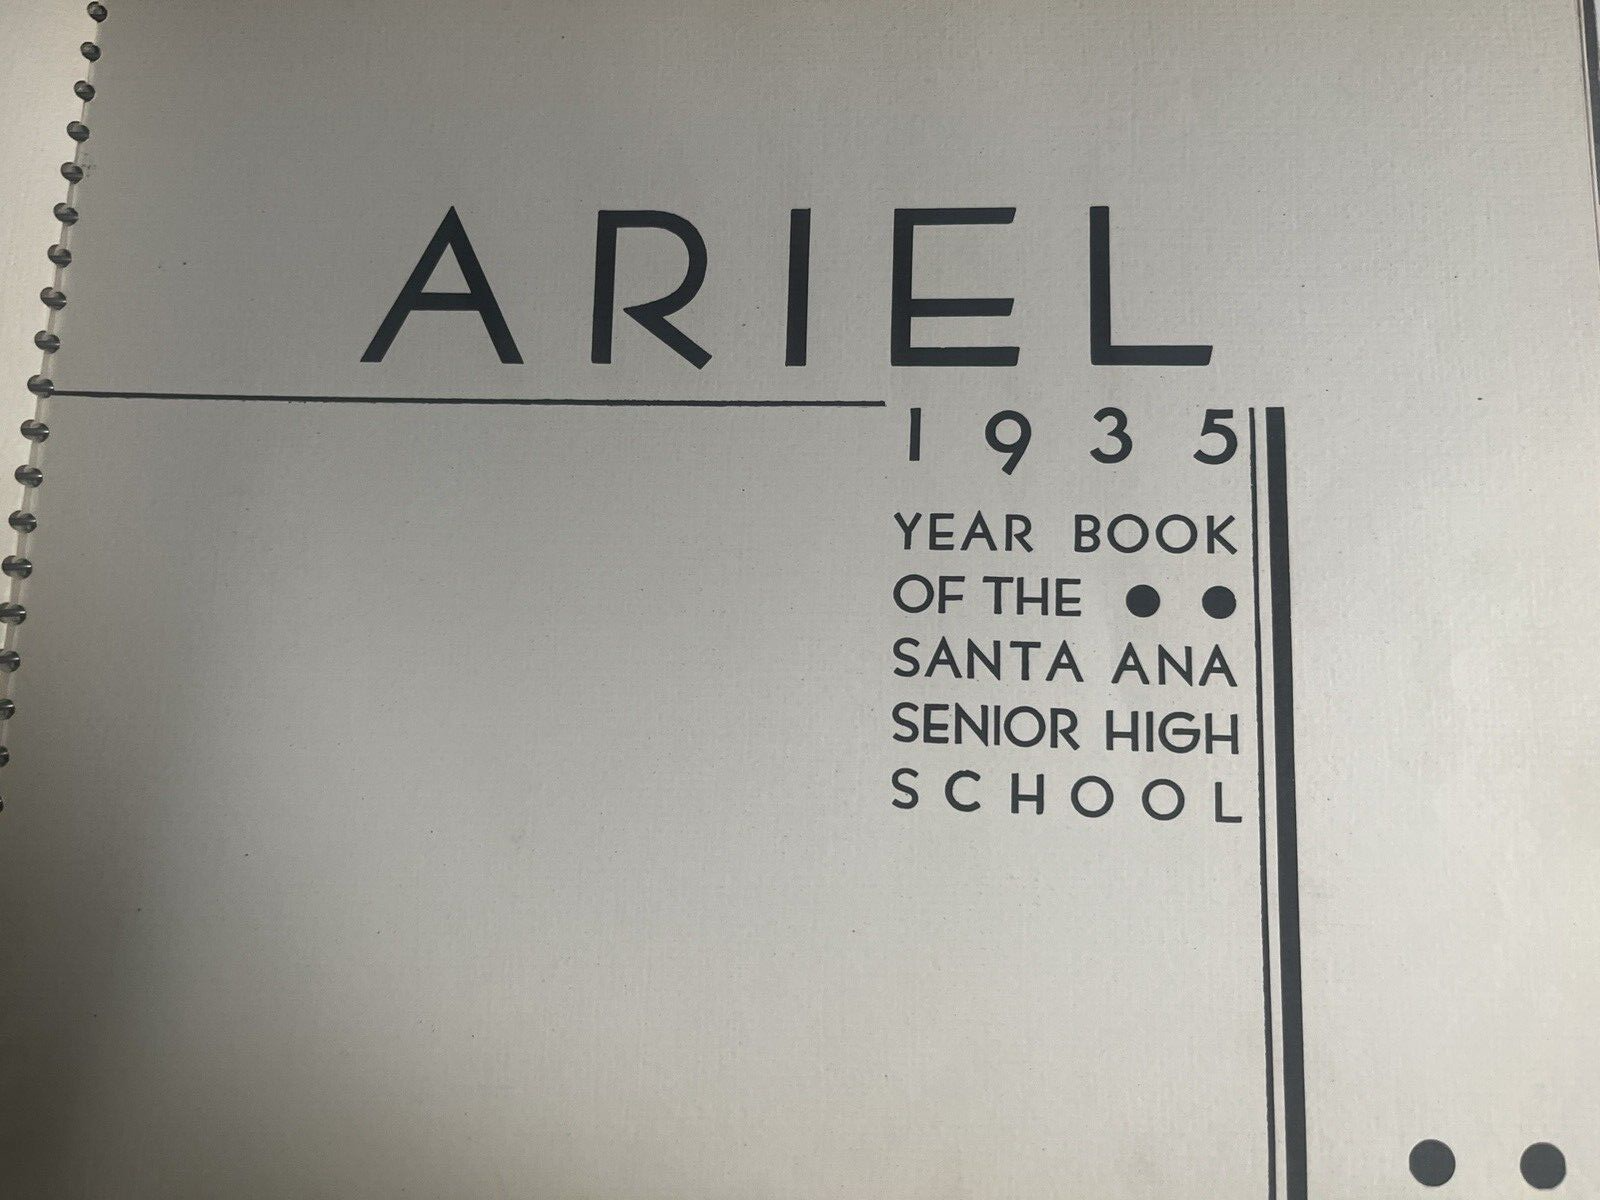 ARIEL
1935
YEAR BOOK
OF THE
SANTA ANA
SENIOR HIGH
SCHOOL